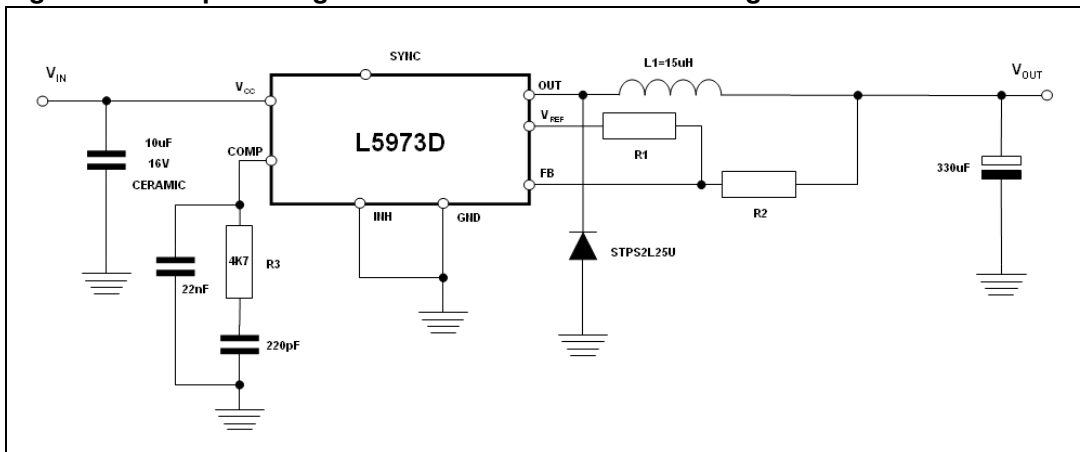 SYNC
L1=15uH
VIN
VCC
OUT
VOUT
VREF
L5973D
10uF
16V
CERAMIC
COMP
R1
FB
330uF
INH
GND
R2
4K7
R3
STPS2L25U
22nF
220pF